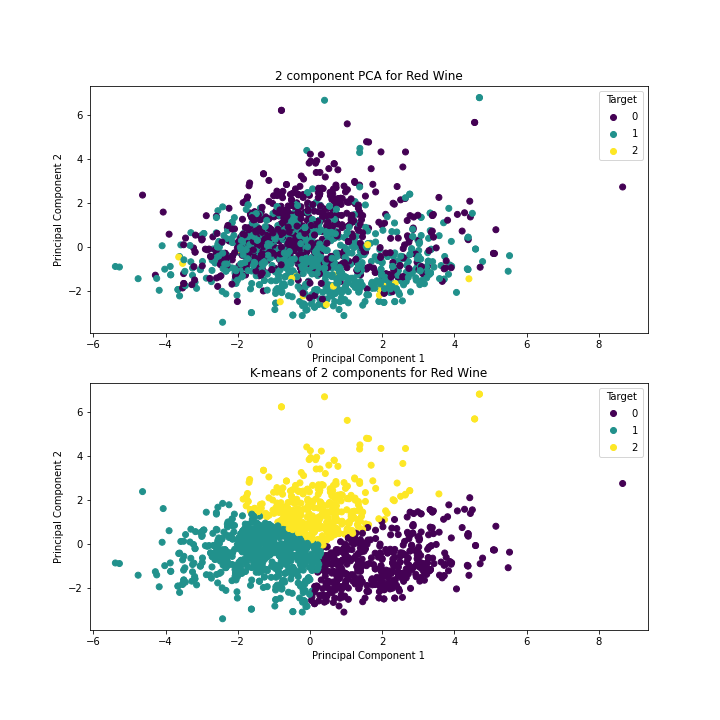 2 component PCA for Red Wine
Target
0
1
2
6
4
2
0
−2
Principal Component 2
−6 −4 −2 0 2 4 6 8
Principal Component 1
K-means of 2 components for Red Wine
Target
0
1
2
6
4
2
0
−2
Principal Component 2
−6 −4 −2 0 2 4 6 8
Principal Component 1